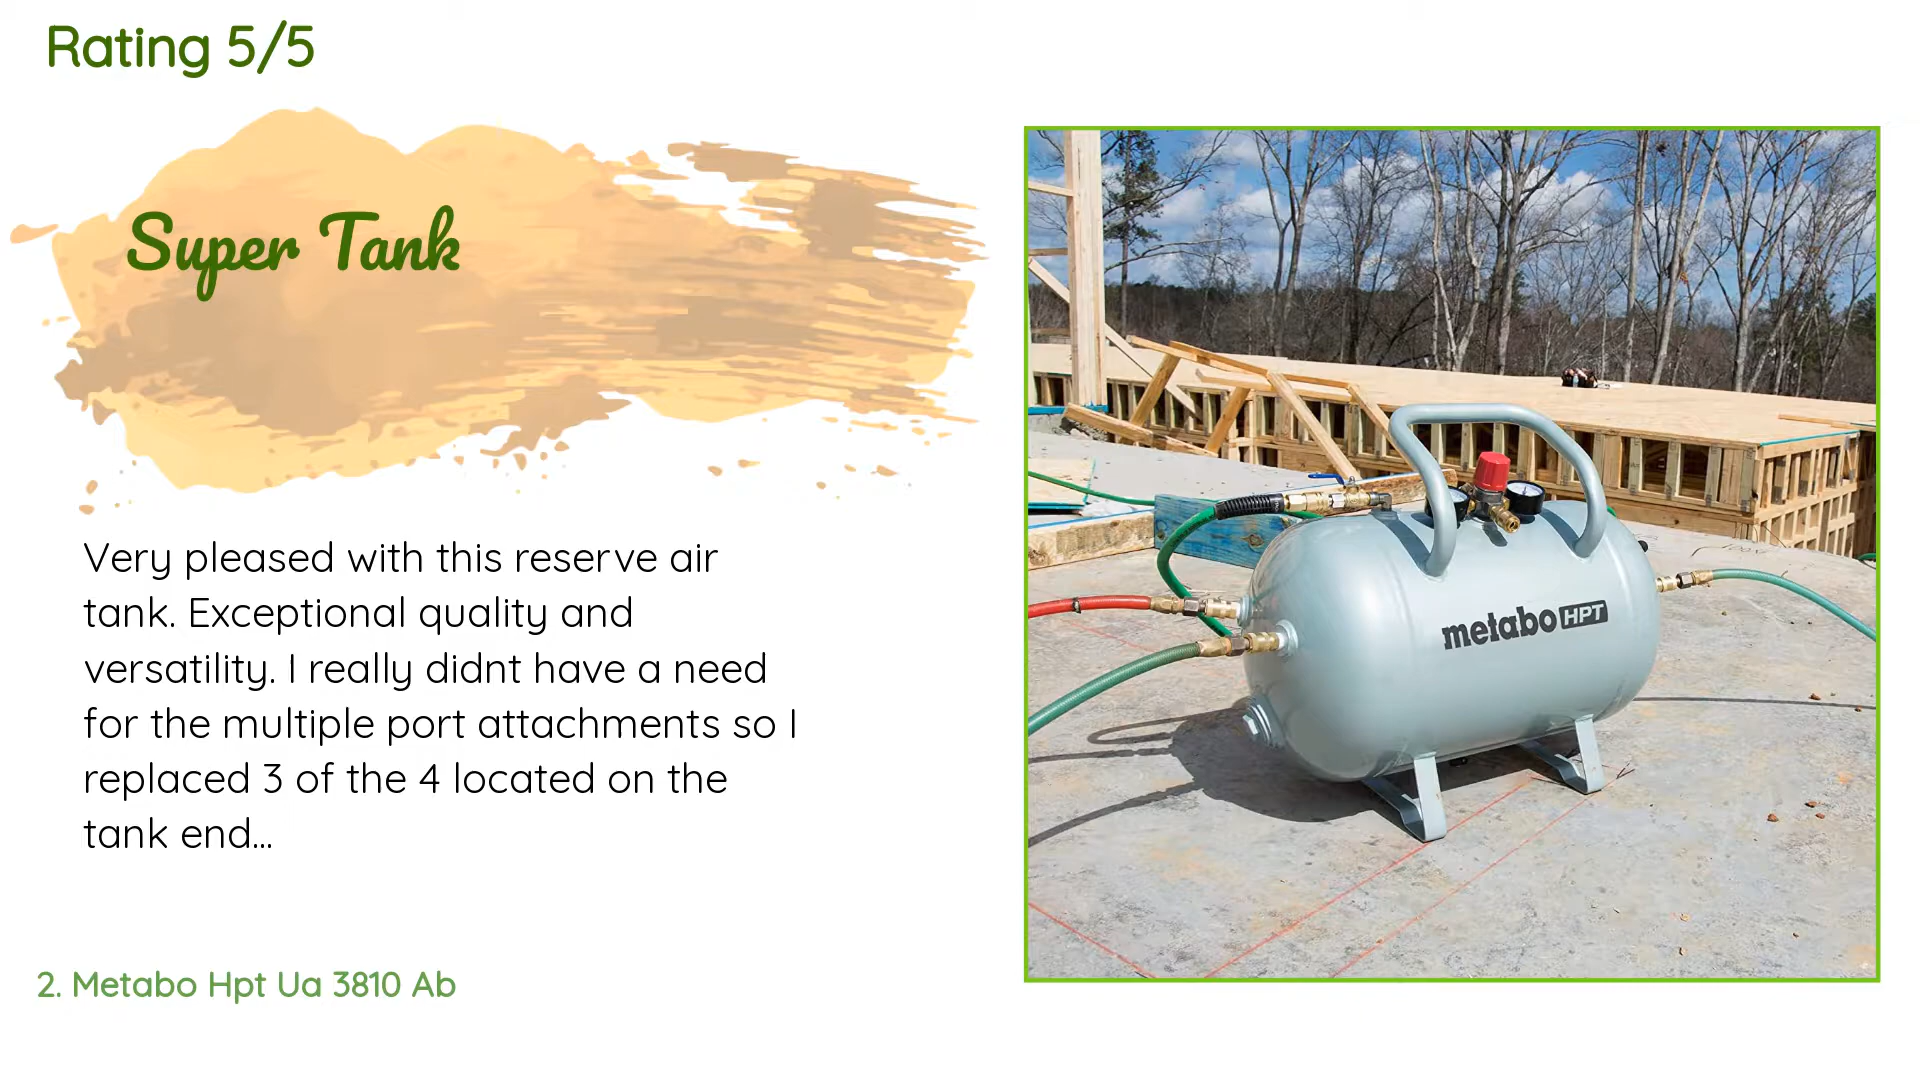 Rating 5/5
Super Tank
Very pleased with this reserve air
tank. Exceptional quality and
versatility. I really didnt have a need
for the multiple port attachments so I
replaced 3 of the 4 located on the
tank end...
metabo HPT
2. Metabo Hpt Ua 3810 Ab